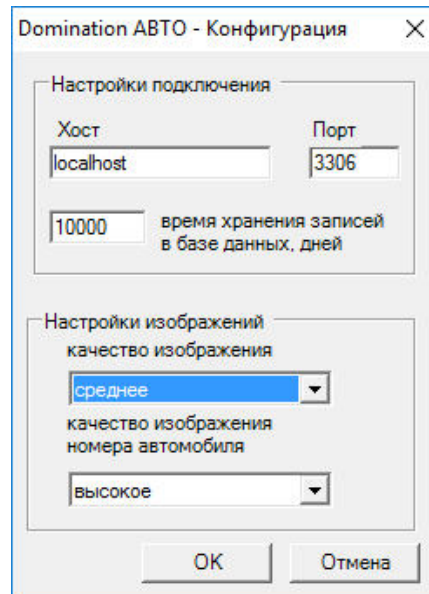 Domination АВТО - Конфигурация
Настройки подключения
Хост Порт
localhost 3306
10000 время хранения записей
в базе данных, дней
Настройки изображений
качество изображения
среднее
качество изображения
номера автомобиля
высокое
OK Отмена